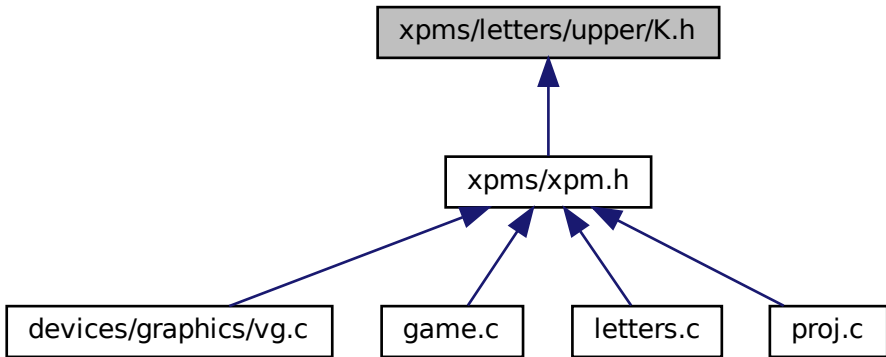 xpms/letters/upper/K.h
xpms/xpm.h
devices/graphics/vg.c
game.c
letters.c
proj.c